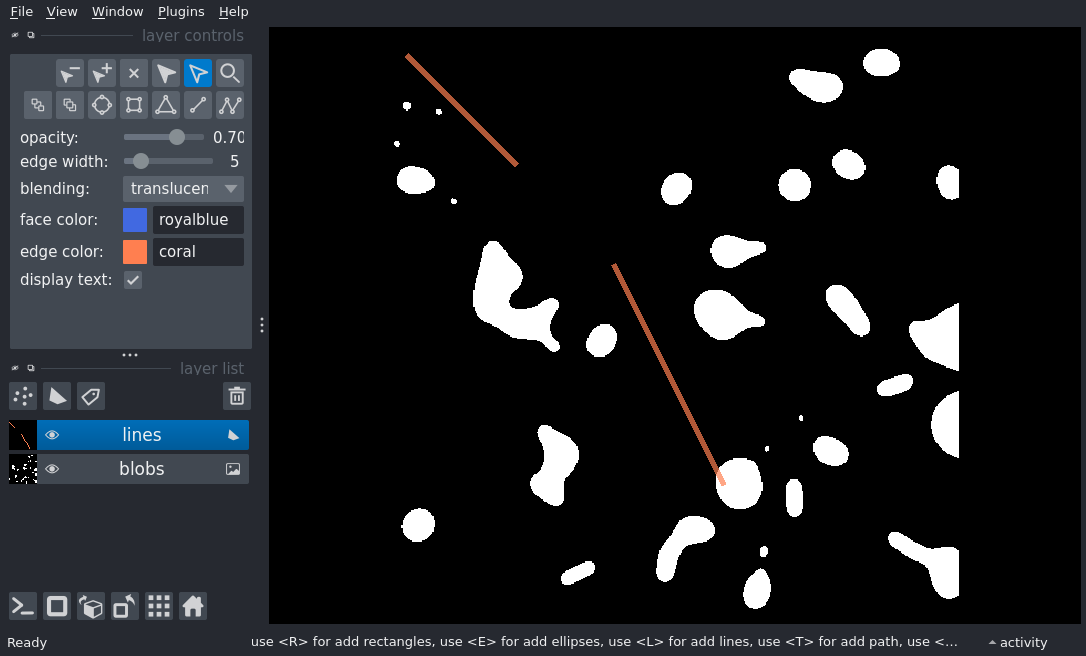 File View Window Plugins Help
layer controls
opacity: 0.70
edge width: 5
blending: translucen
face color: royalblue
edge color: coral
display text:
layer list
lines
blobs
Ready use <R> for add rectangles, use <E> for add ellipses, use <L> for add lines, use <T> for add path, use <... activity